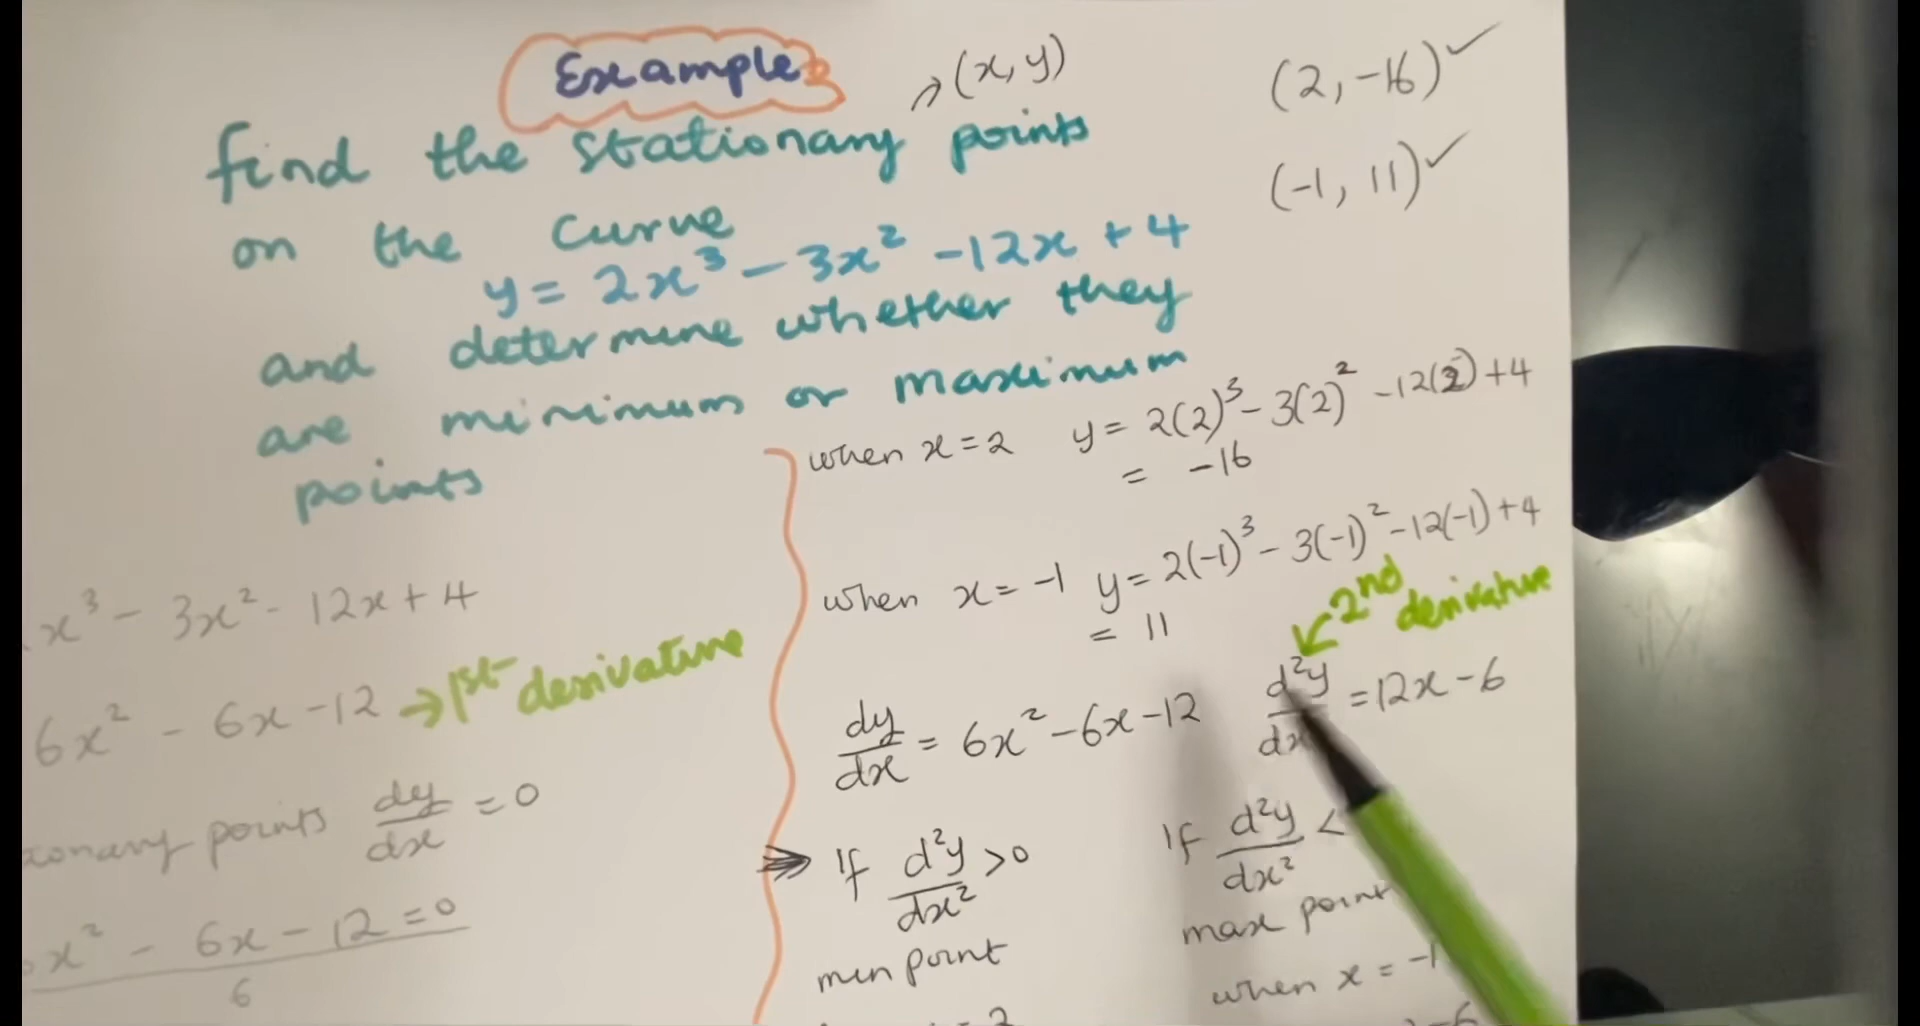 Example
→ (x, y)
find the stationary points
on the curve
y = 2x³ - 3x² - 12x + 4
and determine whether they
are minimum or maximum
points
(2, -16) ✓
(-1, 11) ✓
x³ - 3x² - 12x + 4
6x² - 6x - 12 → 1st derivative
points dy/dx = 0
x² - 6x - 12 = 0
6
when x = 2 y = 2(2)³ - 3(2)² - 12(2) + 4
= -16
when x = -1 y = 2(-1)³ - 3(-1)² - 12(-1) + 4
= 11
2nd derivative
dy/dx = 6x² - 6x - 12 d²y/dx = 12x - 6
If d²y/dx² > 0
min point
If d²y/dx² <
max point
when x = -1